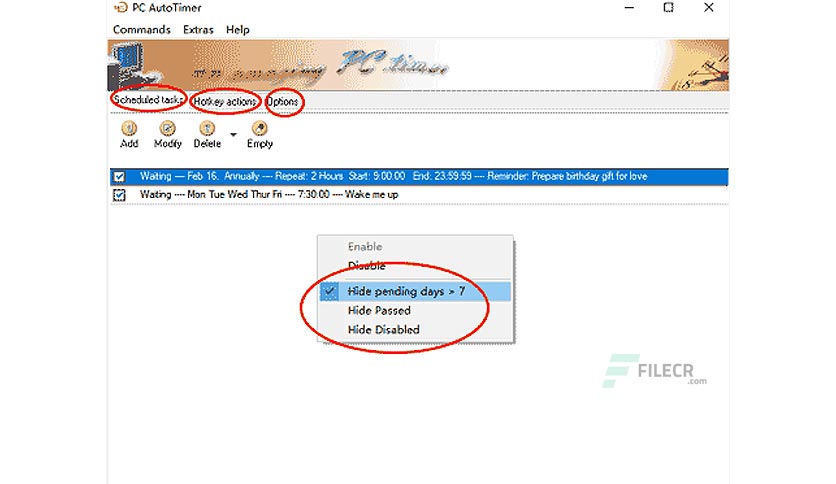 PC AutoTimer
Commands Extras Help
PC timer
Scheduled tasks Hotkey actions Options
Add Modify Delete Empty
Waiting ---- Feb 16. Annually ---- Repeat: 2 Hours Start: 9:00:00 End: 23:59:59 ---- Reminder: Prepare birthday gift for love
Waiting ---- Mon Tue Wed Thur Fri ---- 7:30:00 ---- Wake me up
Enable
Disable
Hide pending days > 7
Hide Passed
Hide Disabled
FILECR
.com